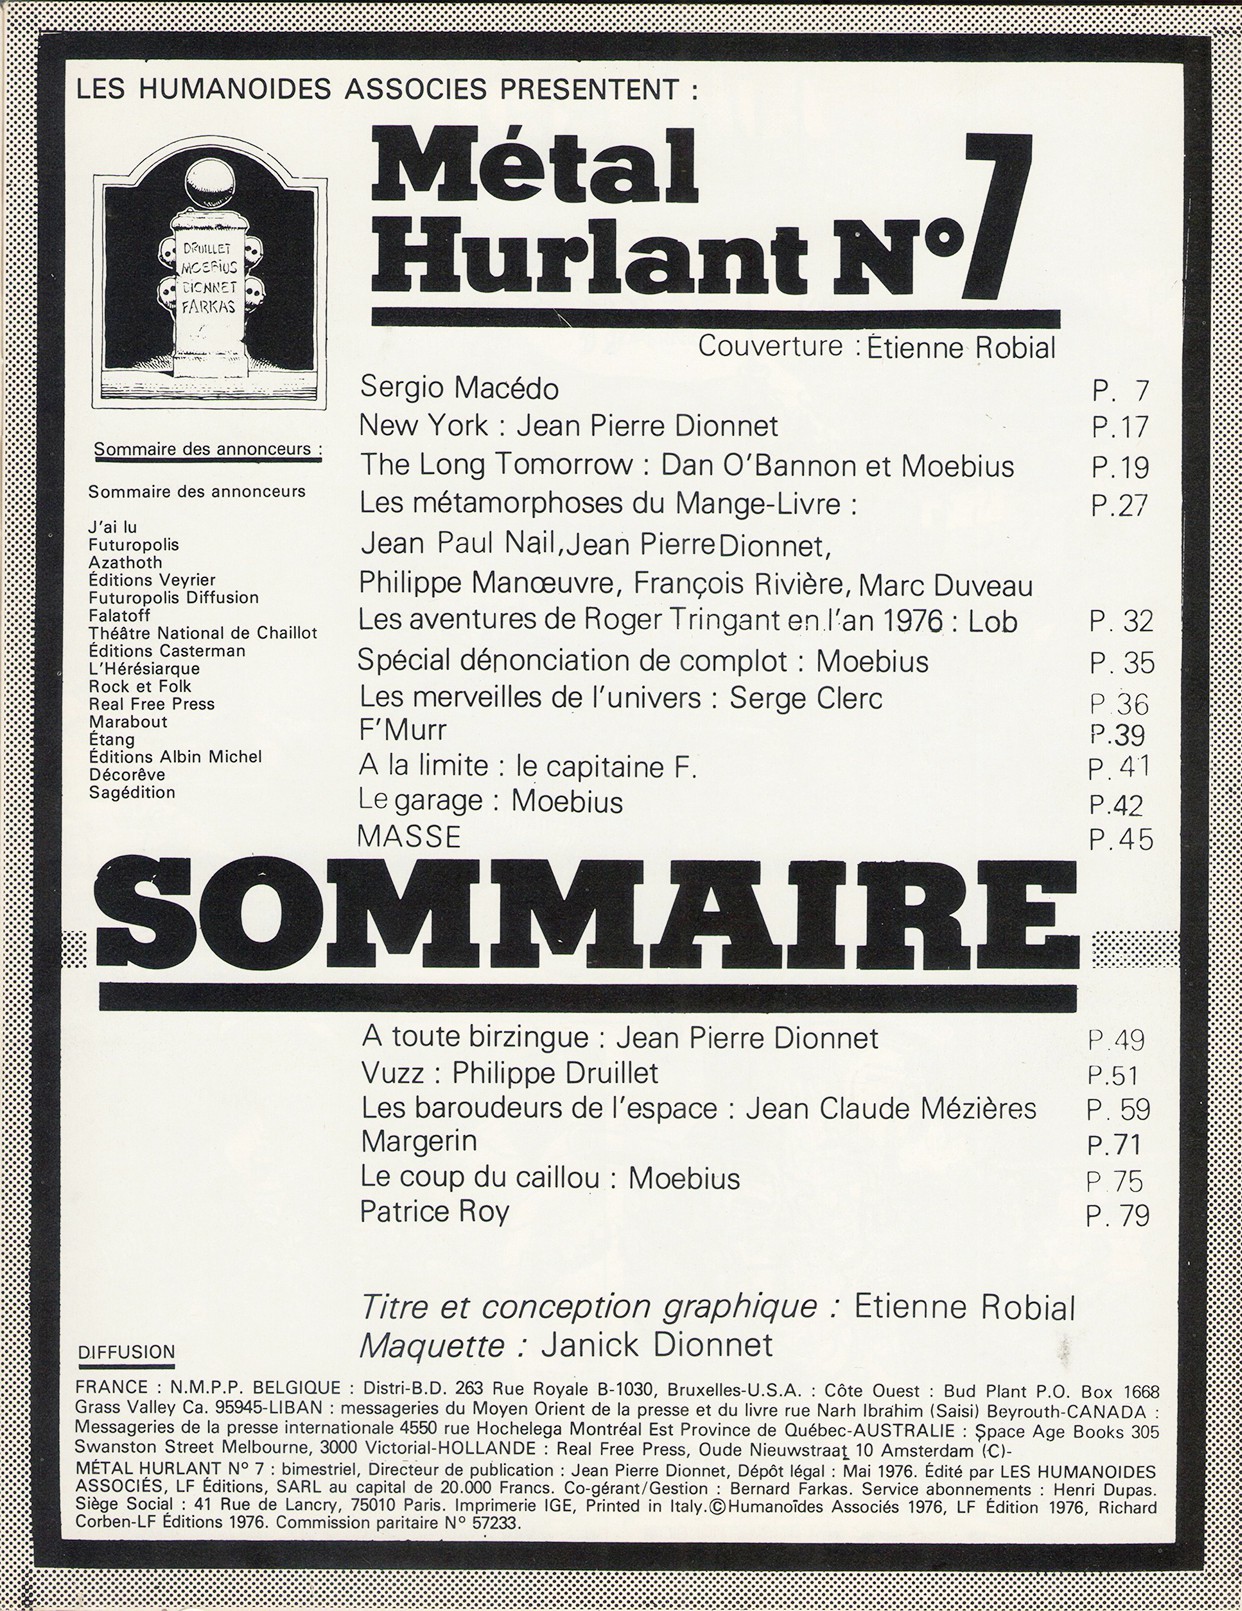 LES HUMANOIDES ASSOCIES PRESENTENT :
Métal
Hurlant N° 7
DRUILLET
MOEBIUS
DIONNET
FARKAS
Couverture : Étienne Robial
Sergio Macédo P. 7
New York : Jean Pierre Dionnet P.17
The Long Tomorrow : Dan O'Bannon et Moebius P.19
Les métamorphoses du Mange-Livre : P.27
Jean Paul Nail, Jean Pierre Dionnet,
Philippe Manœuvre, François Rivière, Marc Duveau
Les aventures de Roger Tringant en l'an 1976 : Lob P. 32
Spécial dénonciation de complot : Moebius P. 35
Les merveilles de l'univers : Serge Clerc P.36
F'Murr P.39
A la limite : le capitaine F. P. 41
Le garage : Moebius P.42
MASSE P.45
Sommaire des annonceurs :
Sommaire des annonceurs
J'ai lu
Futuropolis
Azathoth
Éditions Veyrier
Futuropolis Diffusion
Falatoff
Théâtre National de Chaillot
Éditions Casterman
L'Hérésiarque
Rock et Folk
Real Free Press
Marabout
Étang
Éditions Albin Michel
Décorêve
Sagédition
SOMMAIRE
A toute birzingue : Jean Pierre Dionnet P.49
Vuzz : Philippe Druillet P.51
Les baroudeurs de l'espace : Jean Claude Mézières P. 59
Margerin P.71
Le coup du caillou : Moebius P.75
Patrice Roy P. 79
Titre et conception graphique : Etienne Robial
Maquette : Janick Dionnet
DIFFUSION
FRANCE : N.M.P.P. BELGIQUE : Distri-B.D. 263 Rue Royale B-1030, Bruxelles-U.S.A. : Côte Ouest : Bud Plant P.O. Box 1668
Grass Valley Ca. 95945-LIBAN : messageries du Moyen Orient de la presse et du livre rue Narh Ibrahim (Saisi) Beyrouth-CANADA :
Messageries de la presse internationale 4550 rue Hochelega Montréal Est Province de Québec-AUSTRALIE : Space Age Books 305
Swanston Street Melbourne, 3000 Victorial-HOLLANDE : Real Free Press, Oude Nieuwstraat 10 Amsterdam (C)-
MÉTAL HURLANT N° 7 : bimestriel, Directeur de publication : Jean Pierre Dionnet, Dépôt légal : Mai 1976. Édité par LES HUMANOIDES
ASSOCIÉS, LF Éditions, SARL au capital de 20.000 Francs. Co-gérant/Gestion : Bernard Farkas. Service abonnements : Henri Dupas.
Siège Social : 41 Rue de Lancry, 75010 Paris. Imprimerie IGE, Printed in Italy.©Humanoïdes Associés 1976, LF Édition 1976, Richard
Corben-LF Éditions 1976. Commission paritaire N° 57233.